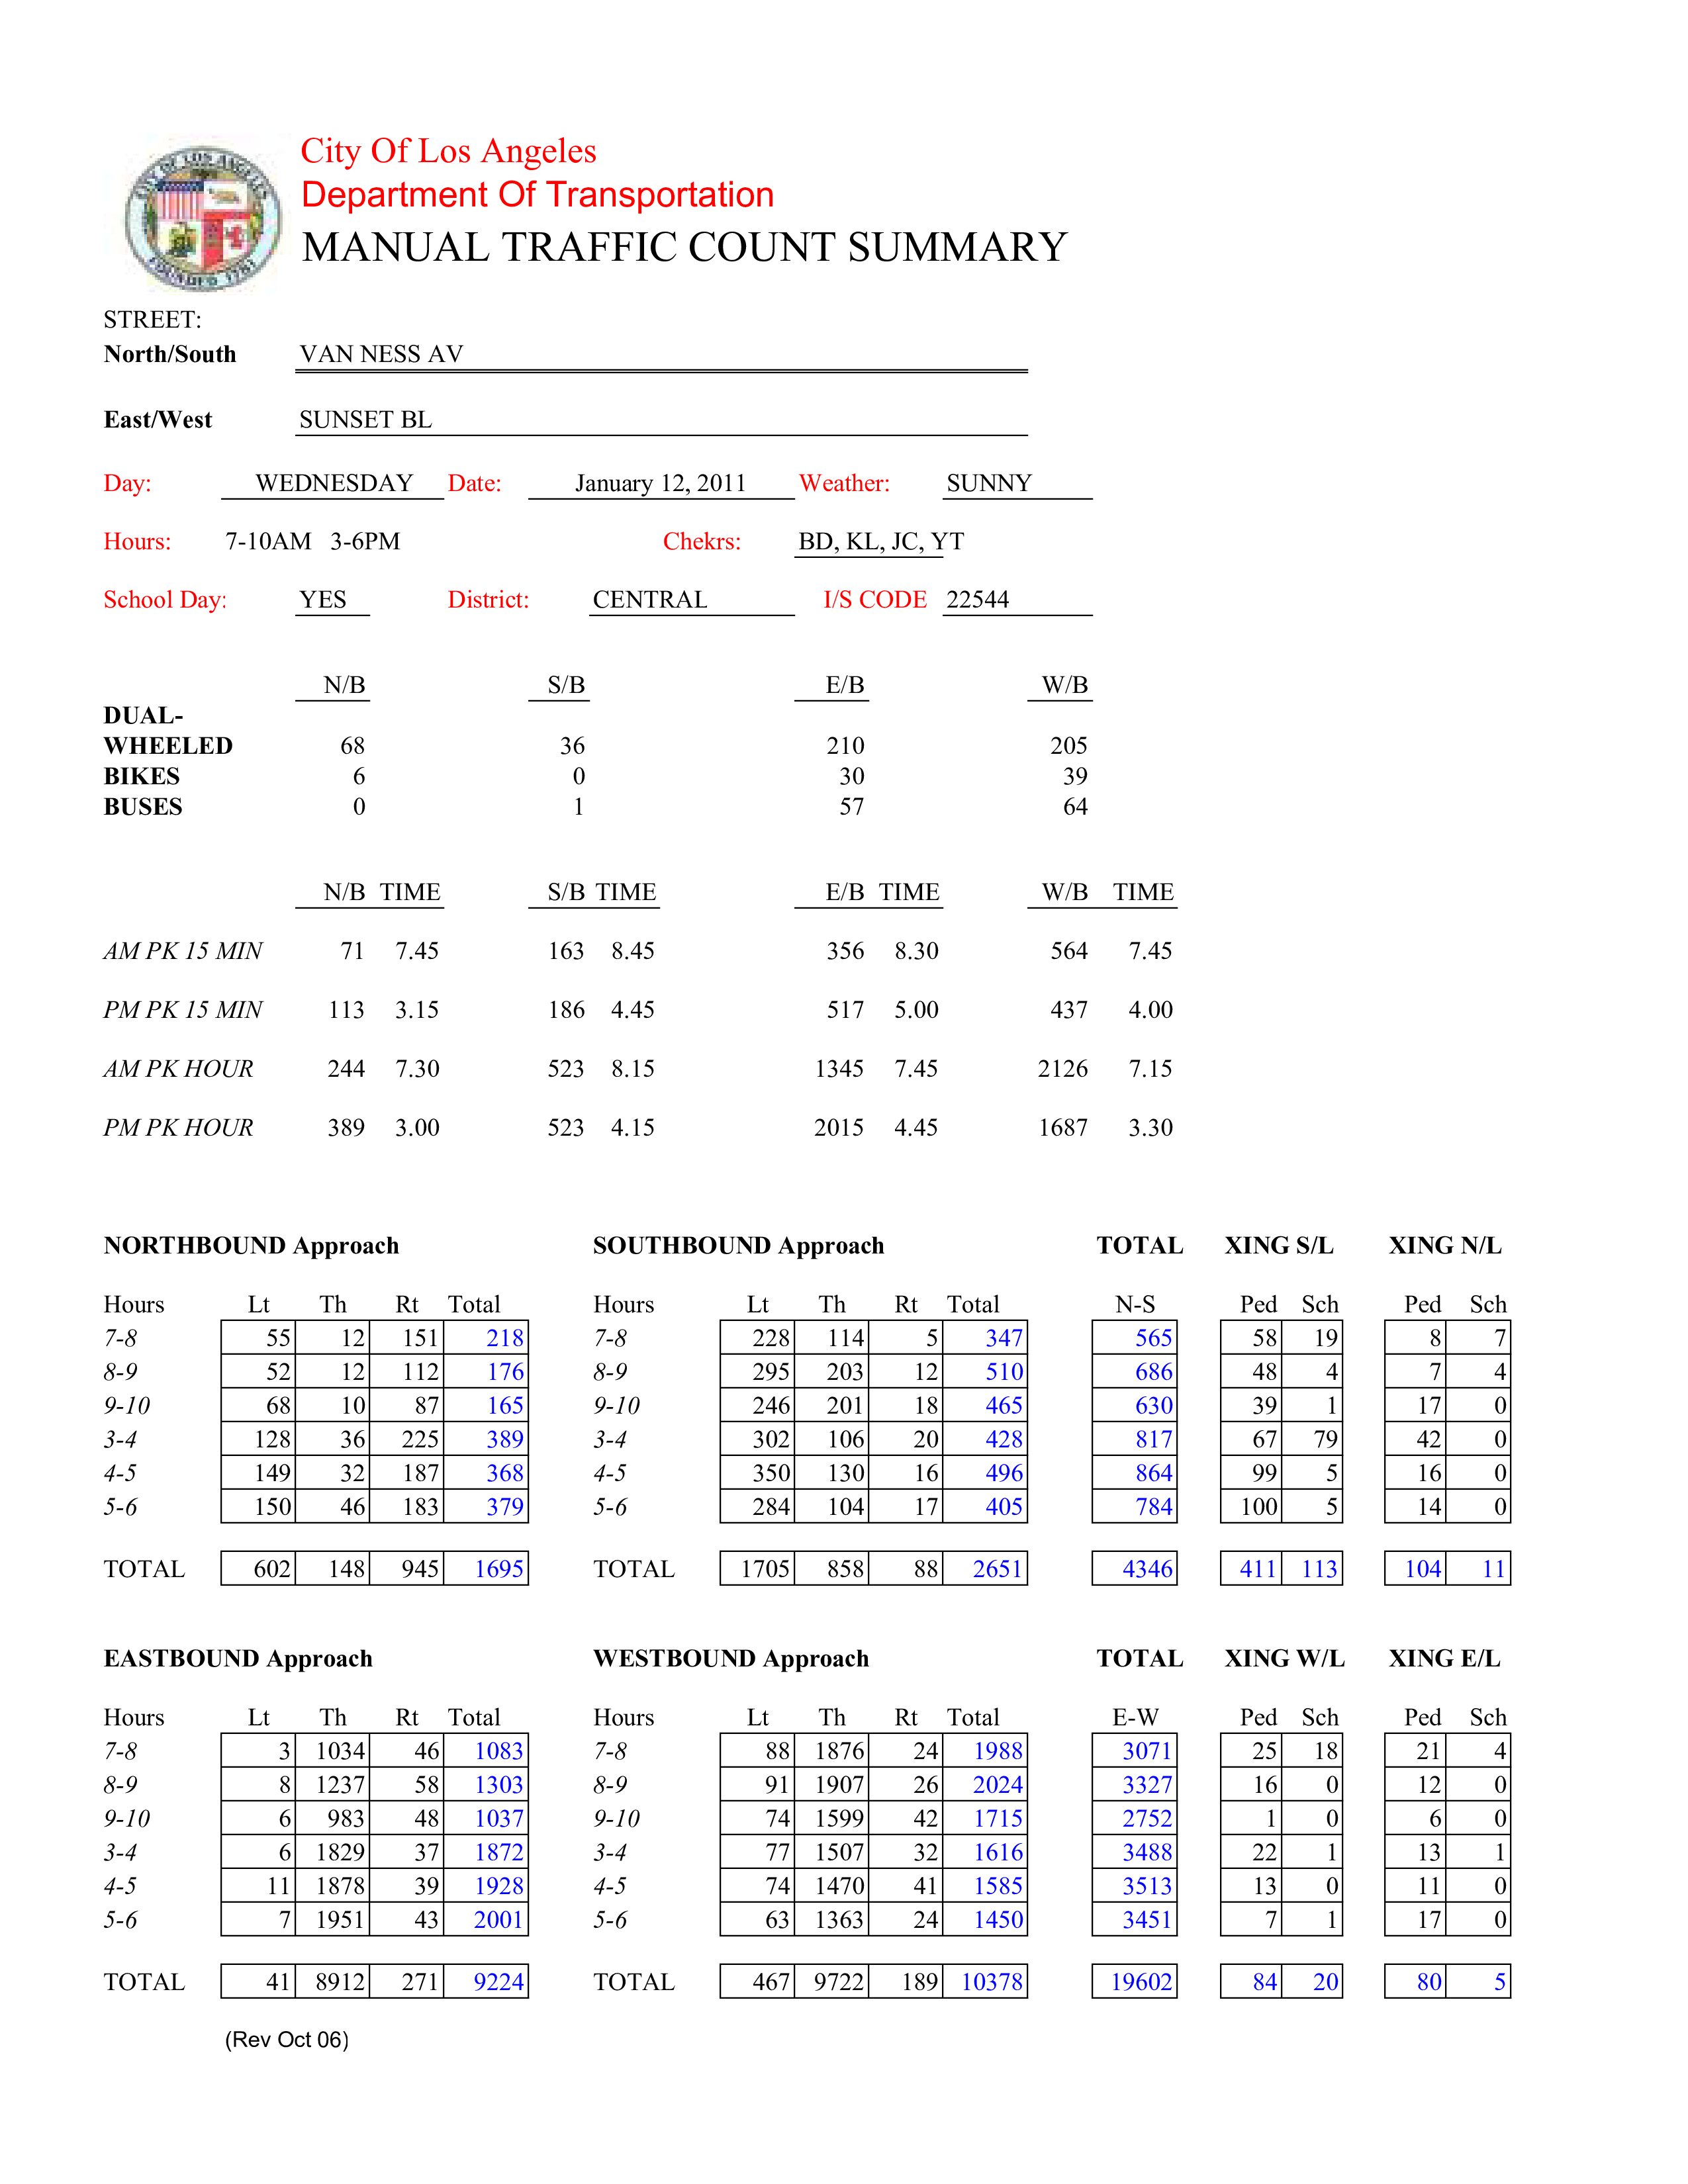 City Of Los Angeles
Department Of Transportation
MANUAL TRAFFIC COUNT SUMMARY
CITY OF LOS ANGELES
FOUNDED 1781
STREET:
North/South VAN NESS AV
East/West SUNSET BL
Day: WEDNESDAY Date: January 12, 2011 Weather: SUNNY
Hours: 7-10AM 3-6PM Chekrs: BD, KL, JC, YT
School Day: YES District: CENTRAL I/S CODE 22544
N/B S/B E/B W/B
DUAL-
WHEELED 68 36 210 205
BIKES 6 0 30 39
BUSES 0 1 57 64
N/B TIME S/B TIME E/B TIME W/B TIME
AM PK 15 MIN 71 7.45 163 8.45 356 8.30 564 7.45
PM PK 15 MIN 113 3.15 186 4.45 517 5.00 437 4.00
AM PK HOUR 244 7.30 523 8.15 1345 7.45 2126 7.15
PM PK HOUR 389 3.00 523 4.15 2015 4.45 1687 3.30
NORTHBOUND Approach SOUTHBOUND Approach TOTAL XING S/L XING N/L
Hours Lt Th Rt Total Hours Lt Th Rt Total N-S Ped Sch Ped Sch
7-8 55 12 151 218 7-8 228 114 5 347 565 58 19 8 7
8-9 52 12 112 176 8-9 295 203 12 510 686 48 4 7 4
9-10 68 10 87 165 9-10 246 201 18 465 630 39 1 17 0
3-4 128 36 225 389 3-4 302 106 20 428 817 67 79 42 0
4-5 149 32 187 368 4-5 350 130 16 496 864 99 5 16 0
5-6 150 46 183 379 5-6 284 104 17 405 784 100 5 14 0
TOTAL 602 148 945 1695 TOTAL 1705 858 88 2651 4346 411 113 104 11
EASTBOUND Approach WESTBOUND Approach TOTAL XING W/L XING E/L
Hours Lt Th Rt Total Hours Lt Th Rt Total E-W Ped Sch Ped Sch
7-8 3 1034 46 1083 7-8 88 1876 24 1988 3071 25 18 21 4
8-9 8 1237 58 1303 8-9 91 1907 26 2024 3327 16 0 12 0
9-10 6 983 48 1037 9-10 74 1599 42 1715 2752 1 0 6 0
3-4 6 1829 37 1872 3-4 77 1507 32 1616 3488 22 1 13 1
4-5 11 1878 39 1928 4-5 74 1470 41 1585 3513 13 0 11 0
5-6 7 1951 43 2001 5-6 63 1363 24 1450 3451 7 1 17 0
TOTAL 41 8912 271 9224 TOTAL 467 9722 189 10378 19602 84 20 80 5
(Rev Oct 06)